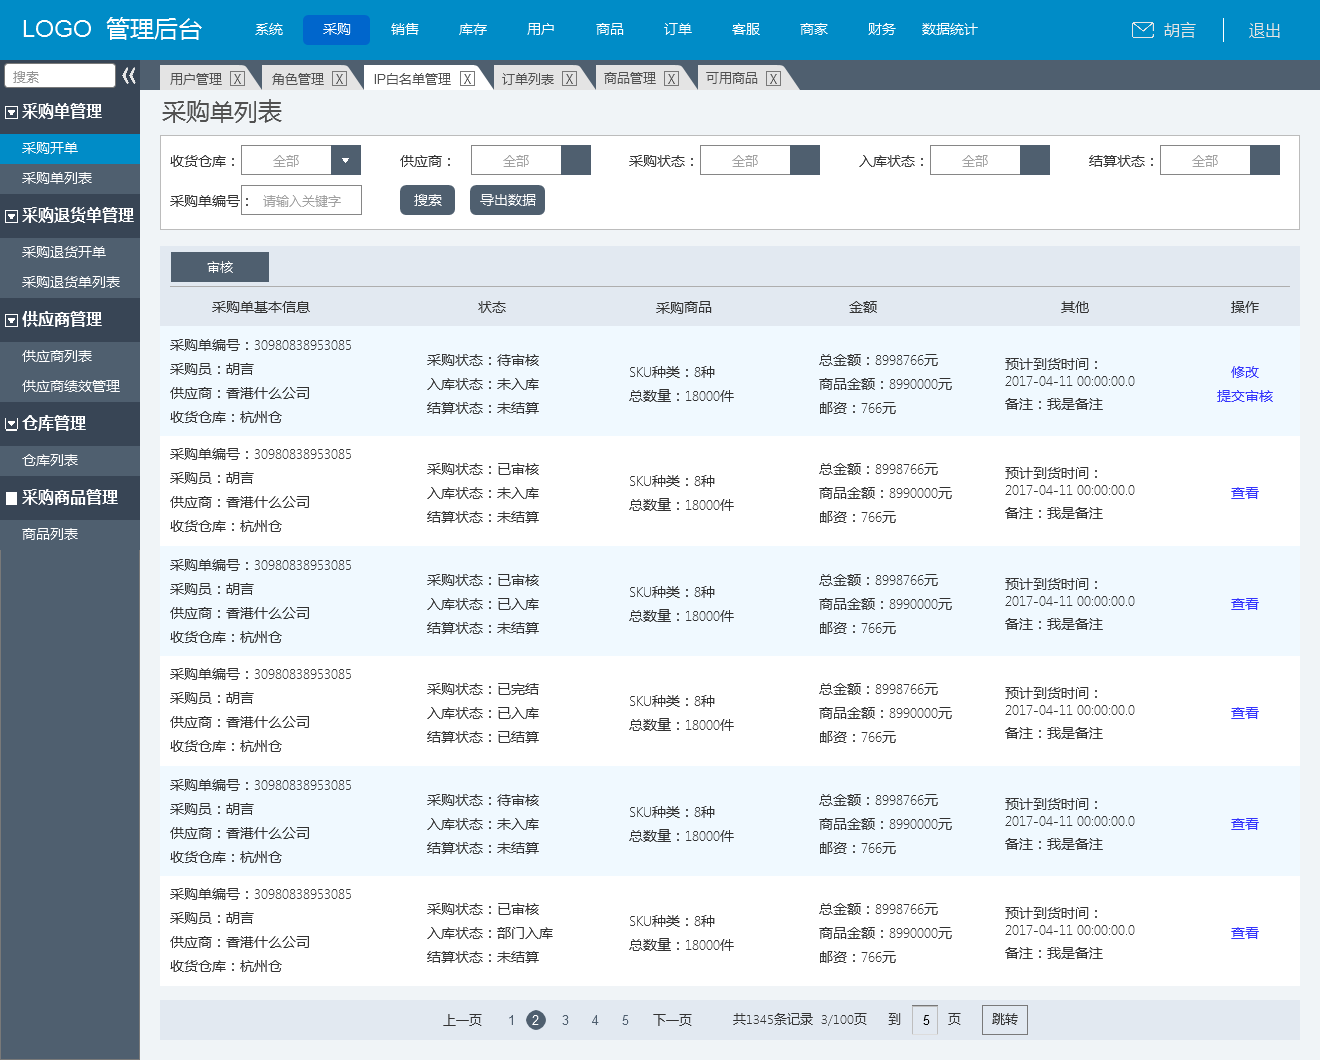 LOGO 管理后台 系统 采购 销售 库存 用户 商品 订单 客服 商家 财务 数据统计 胡言 退出
搜索 用户管理 X 角色管理 X IP白名单管理 X 订单列表 X 商品管理 X 可用商品 X
采购单管理
采购开单
采购单列表
采购退货单管理
采购退货开单
采购退货单列表
供应商管理
供应商列表
供应商绩效管理
仓库管理
仓库列表
采购商品管理
商品列表
采购单列表
收货仓库： 全部 供应商： 全部 采购状态： 全部 入库状态： 全部 结算状态： 全部
采购单编号： 请输入关键字 搜索 导出数据
审核
采购单基本信息 状态 采购商品 金额 其他 操作
采购单编号：30980838953085
采购员：胡言
供应商：香港什么公司
收货仓库：杭州仓
采购状态：待审核
入库状态：未入库
结算状态：未结算
SKU种类：8种
总数量：18000件
总金额：8998766元
商品金额：8990000元
邮资：766元
预计到货时间：
2017-04-11 00:00:00.0
备注：我是备注
修改
提交审核
采购单编号：30980838953085
采购员：胡言
供应商：香港什么公司
收货仓库：杭州仓
采购状态：已审核
入库状态：未入库
结算状态：未结算
SKU种类：8种
总数量：18000件
总金额：8998766元
商品金额：8990000元
邮资：766元
预计到货时间：
2017-04-11 00:00:00.0
备注：我是备注
查看
采购单编号：30980838953085
采购员：胡言
供应商：香港什么公司
收货仓库：杭州仓
采购状态：已审核
入库状态：已入库
结算状态：未结算
SKU种类：8种
总数量：18000件
总金额：8998766元
商品金额：8990000元
邮资：766元
预计到货时间：
2017-04-11 00:00:00.0
备注：我是备注
查看
采购单编号：30980838953085
采购员：胡言
供应商：香港什么公司
收货仓库：杭州仓
采购状态：已完结
入库状态：已入库
结算状态：已结算
SKU种类：8种
总数量：18000件
总金额：8998766元
商品金额：8990000元
邮资：766元
预计到货时间：
2017-04-11 00:00:00.0
备注：我是备注
查看
采购单编号：30980838953085
采购员：胡言
供应商：香港什么公司
收货仓库：杭州仓
采购状态：待审核
入库状态：未入库
结算状态：未结算
SKU种类：8种
总数量：18000件
总金额：8998766元
商品金额：8990000元
邮资：766元
预计到货时间：
2017-04-11 00:00:00.0
备注：我是备注
查看
采购单编号：30980838953085
采购员：胡言
供应商：香港什么公司
收货仓库：杭州仓
采购状态：已审核
入库状态：部门入库
结算状态：未结算
SKU种类：8种
总数量：18000件
总金额：8998766元
商品金额：8990000元
邮资：766元
预计到货时间：
2017-04-11 00:00:00.0
备注：我是备注
查看
上一页 1 2 3 4 5 下一页 共1345条记录 3/100页 到 5 页 跳转